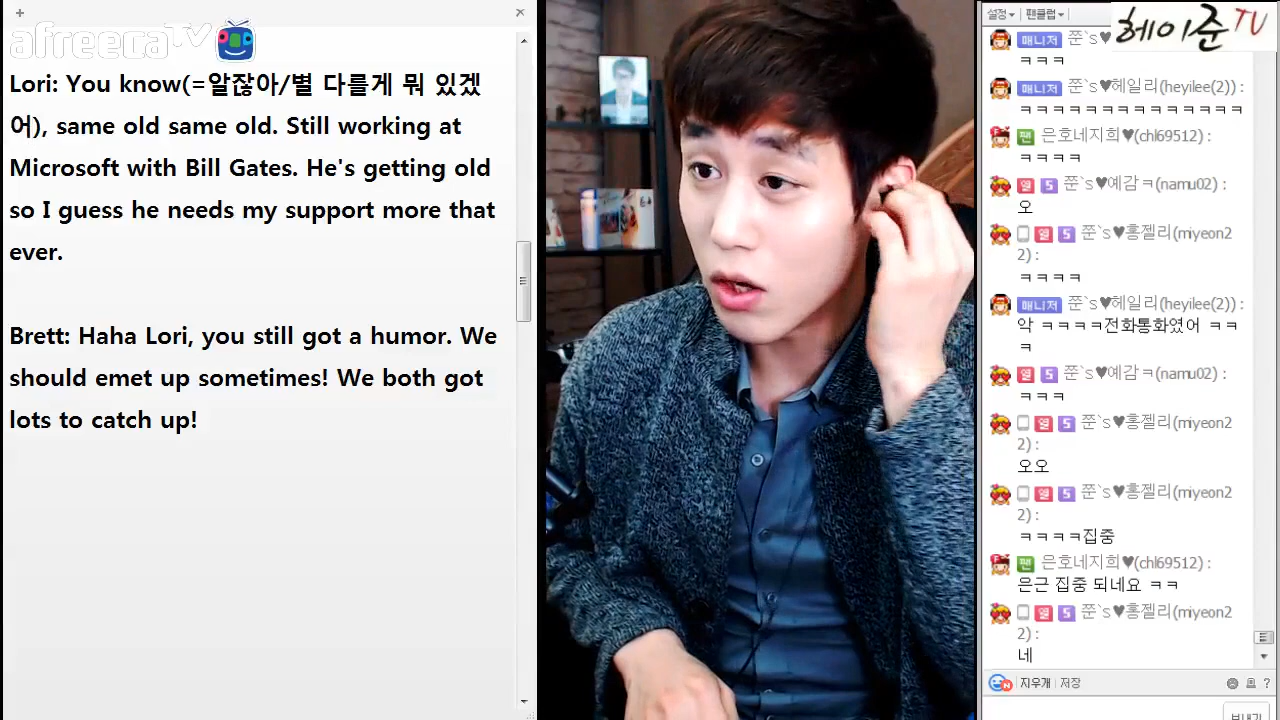 afreecaTV
Lori: You know(=알잖아/별 다를게 뭐 있겠
어), same old same old. Still working at
Microsoft with Bill Gates. He's getting old
so I guess he needs my support more that
ever.
Brett: Haha Lori, you still got a humor. We
should emet up sometimes! We both got
lots to catch up!
설정 팬클럽
헤이준 TV
매니저 쭌`s♥
ㅋㅋㅋ
매니저 쭌`s♥헤일리(heyilee(2)) :
ㅋㅋㅋㅋㅋㅋㅋㅋㅋㅋㅋㅋㅋㅋ
팬 은호네지희♥(chl69512) :
ㅋㅋㅋㅋ
열 5 쭌`s♥예감ㅋ(namu02) :
오
열 5 쭌`s♥홍젤리(miyeon2
2) :
ㅋㅋㅋㅋ
매니저 쭌`s♥헤일리(heyilee(2)) :
악 ㅋㅋㅋㅋ전화통화였어 ㅋㅋ
ㅋ
열 5 쭌`s♥예감ㅋ(namu02) :
ㅋㅋㅋ
열 5 쭌`s♥홍젤리(miyeon2
2) :
오오
열 5 쭌`s♥홍젤리(miyeon2
2) :
ㅋㅋㅋㅋ집중
팬 은호네지희♥(chl69512) :
은근 집중 되네요 ㅋㅋ
열 5 쭌`s♥홍젤리(miyeon2
2) :
네
N 지우개 저장 ?
보내기